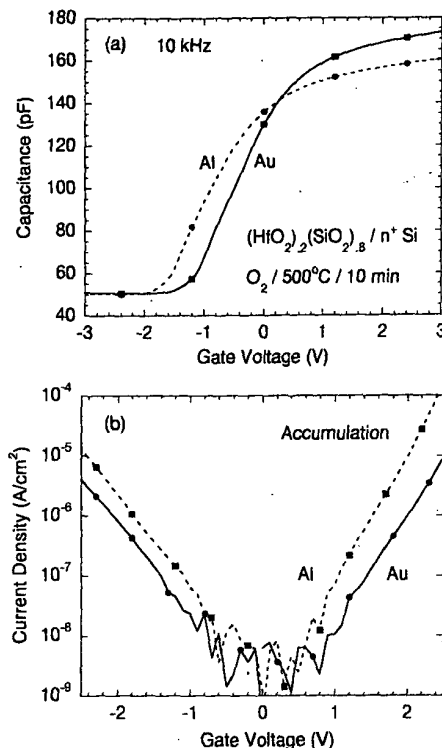 180
(a) 10 kHz
160
140
120
100
80
60
40
Capacitance (pF)
Al
Au
(HfO2).2(SiO2).8 / n+ Si
O2 / 500°C / 10 min
-3 -2 -1 0 1 2 3
Gate Voltage (V)
10-4
(b)
Accumulation
10-5
10-6
10-7
10-8
10-9
Current Density (A/cm2)
Al
Au
-2 -1 0 1 2
Gate Voltage (V)